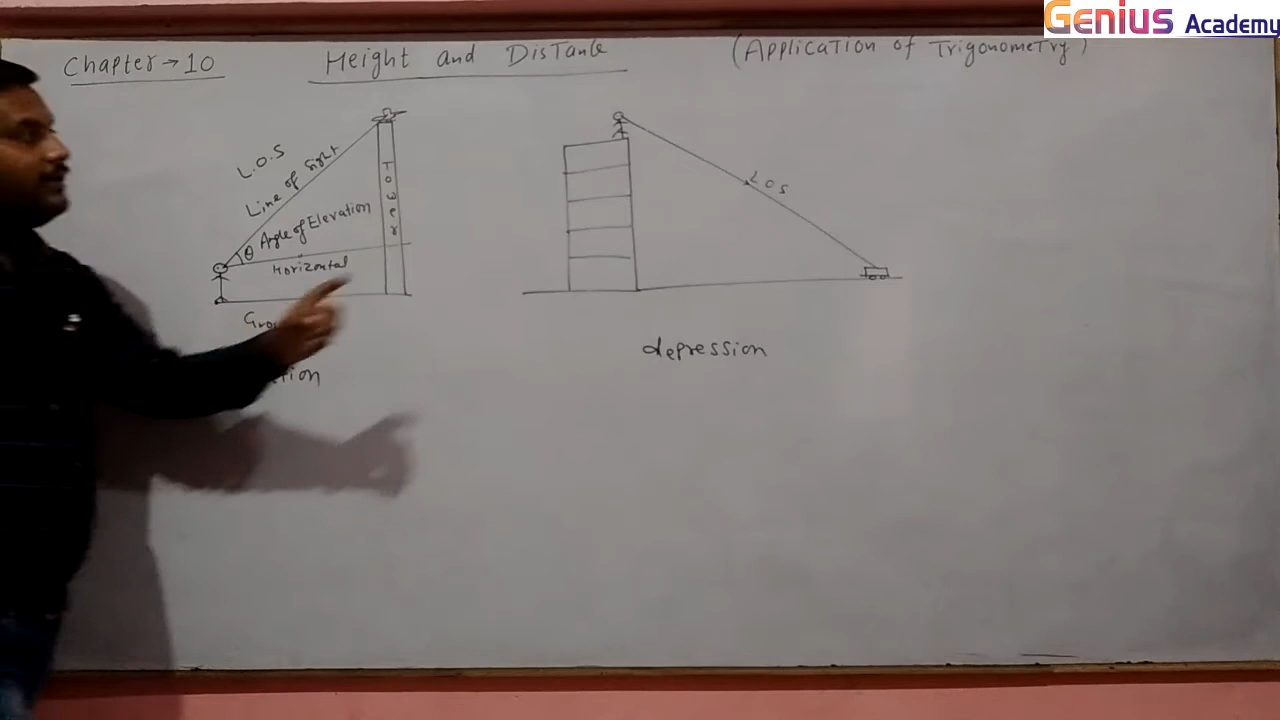 Genius Academy
Chapter → 10 Height and Distance (Application of Trigonometry)
L.O.S
Line of Sight
Tower
θ Angle of Elevation
Horizontal
LOS
depression